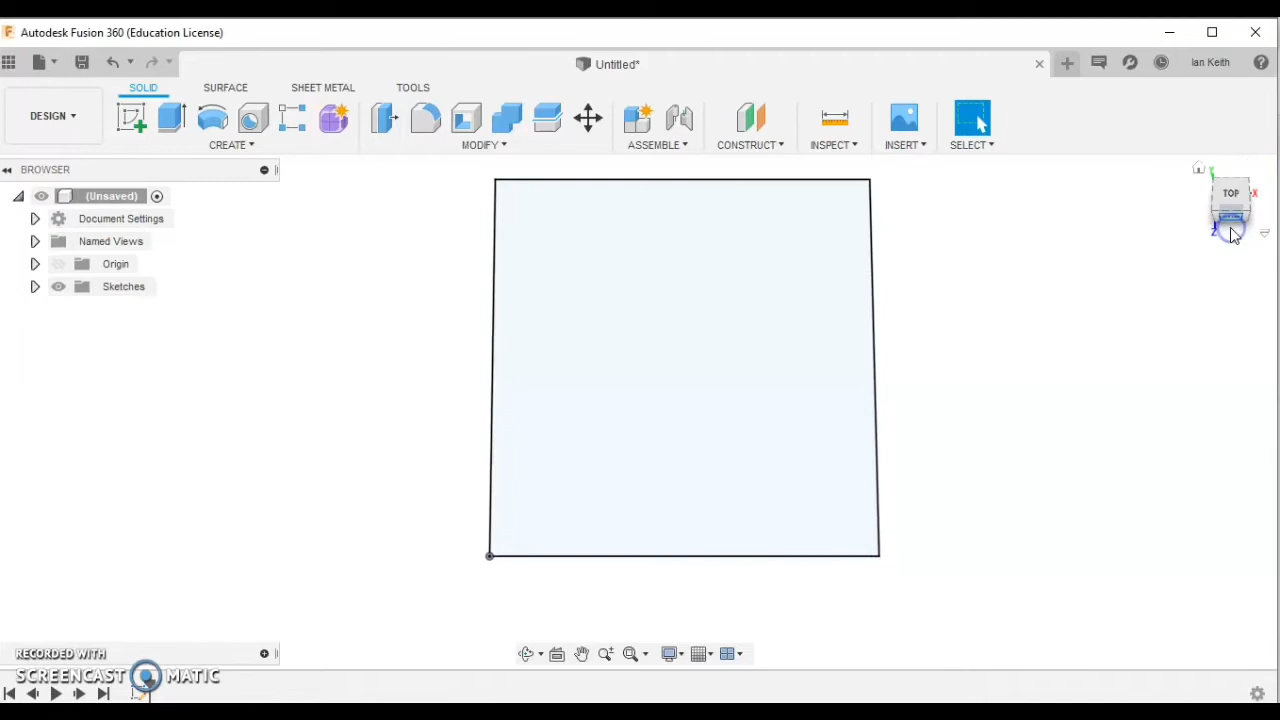 Autodesk Fusion 360 (Education License)
Untitled*
Ian Keith
SOLID SURFACE SHEET METAL TOOLS
DESIGN
CREATE MODIFY ASSEMBLE CONSTRUCT INSPECT INSERT SELECT
BROWSER
(Unsaved)
Document Settings
Named Views
Origin
Sketches
TOP
X
Z
RECORDED WITH
SCREENCAST MATIC